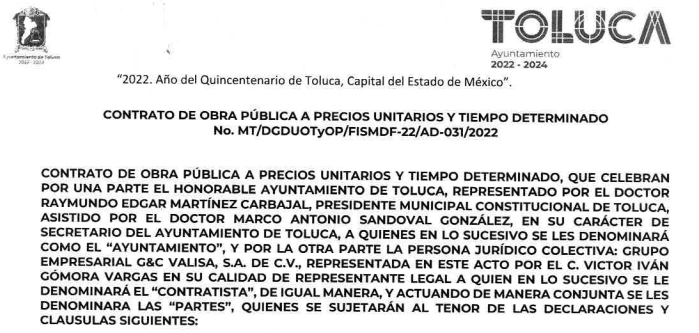 TOLUCA
Ayuntamiento de Toluca
2022 - 2024
Ayuntamiento
2022 - 2024
“2022. Año del Quincentenario de Toluca, Capital del Estado de México”.
CONTRATO DE OBRA PÚBLICA A PRECIOS UNITARIOS Y TIEMPO DETERMINADO
No. MT/DGDUOTyOP/FISMDF-22/AD-031/2022
CONTRATO DE OBRA PÚBLICA A PRECIOS UNITARIOS Y TIEMPO DETERMINADO, QUE CELEBRAN
POR UNA PARTE EL HONORABLE AYUNTAMIENTO DE TOLUCA, REPRESENTADO POR EL DOCTOR
RAYMUNDO EDGAR MARTÍNEZ CARBAJAL, PRESIDENTE MUNICIPAL CONSTITUCIONAL DE TOLUCA,
ASISTIDO POR EL DOCTOR MARCO ANTONIO SANDOVAL GONZÁLEZ, EN SU CARÁCTER DE
SECRETARIO DEL AYUNTAMIENTO DE TOLUCA, A QUIENES EN LO SUCESIVO SE LES DENOMINARÁ
COMO EL “AYUNTAMIENTO”, Y POR LA OTRA PARTE LA PERSONA JURÍDICO COLECTIVA: GRUPO
EMPRESARIAL G&C VALISA, S.A. DE C.V., REPRESENTADA EN ESTE ACTO POR EL C. VICTOR IVÁN
GÓMORA VARGAS EN SU CALIDAD DE REPRESENTANTE LEGAL A QUIEN EN LO SUCESIVO SE LE
DENOMINARÁ EL “CONTRATISTA”, DE IGUAL MANERA, Y ACTUANDO DE MANERA CONJUNTA SE LES
DENOMINARA LAS “PARTES”, QUIENES SE SUJETARÁN AL TENOR DE LAS DECLARACIONES Y
CLAUSULAS SIGUIENTES: